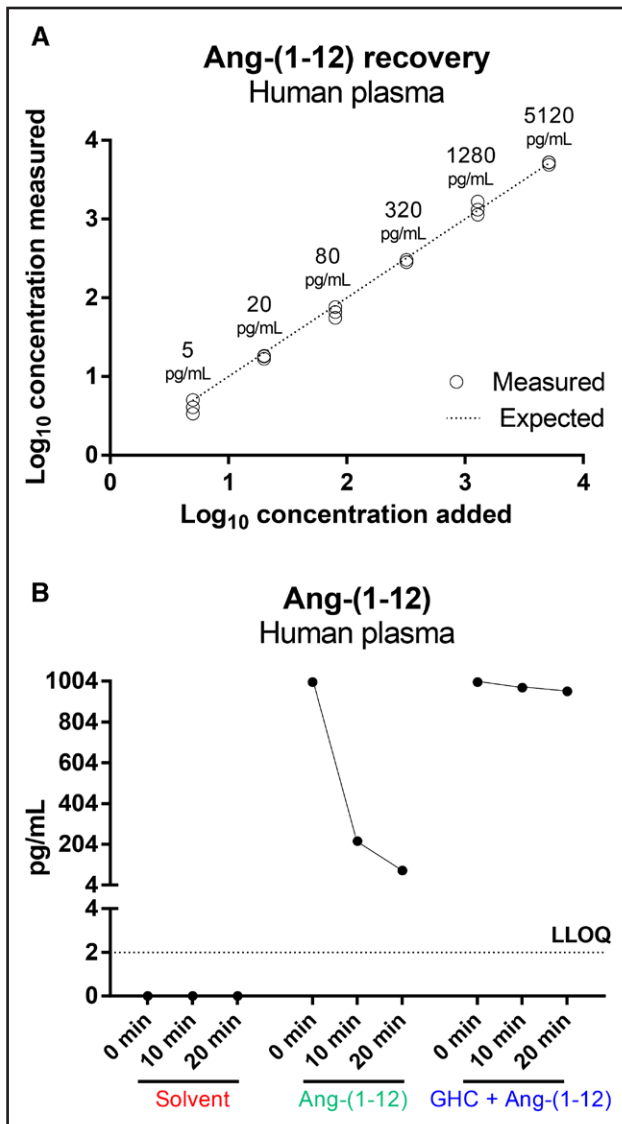 A
Ang-(1-12) recovery
Human plasma
Log₁₀ concentration measured
4
3
2
1
0
5
pg/mL
20
pg/mL
80
pg/mL
320
pg/mL
1280
pg/mL
5120
pg/mL
Measured
Expected
0 1 2 3 4
Log₁₀ concentration added
B
Ang-(1-12)
Human plasma
pg/mL
1004
804
604
404
204
4
4
2
0
LLOQ
0 min 10 min 20 min 0 min 10 min 20 min 0 min 10 min 20 min
Solvent Ang-(1-12) GHC + Ang-(1-12)